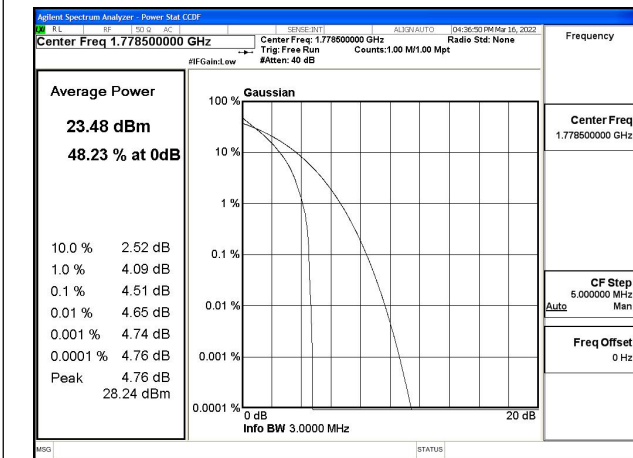 Agilent Spectrum Analyzer - Power Stat CCDF
RL RF 50 Ω AC SENSE:INT ALIGN AUTO 04:36:50 PM Mar 16, 2022
Center Freq 1.778500000 GHz
Center Freq: 1.778500000 GHz Radio Std: None
Trig: Free Run Counts:1.00 M/1.00 Mpt
#IFGain:Low #Atten: 40 dB
Frequency
Average Power
23.48 dBm
48.23 % at 0dB
10.0 % 2.52 dB
1.0 % 4.09 dB
0.1 % 4.51 dB
0.01 % 4.65 dB
0.001 % 4.74 dB
0.0001 % 4.76 dB
Peak 4.76 dB
28.24 dBm
Gaussian
100 %
10 %
1 %
0.1 %
0.01 %
0.001 %
0.0001 %
0 dB 20 dB
Info BW 3.0000 MHz
Center Freq
1.778500000 GHz
CF Step
5.000000 MHz
Auto Man
Freq Offset
0 Hz
MSG STATUS